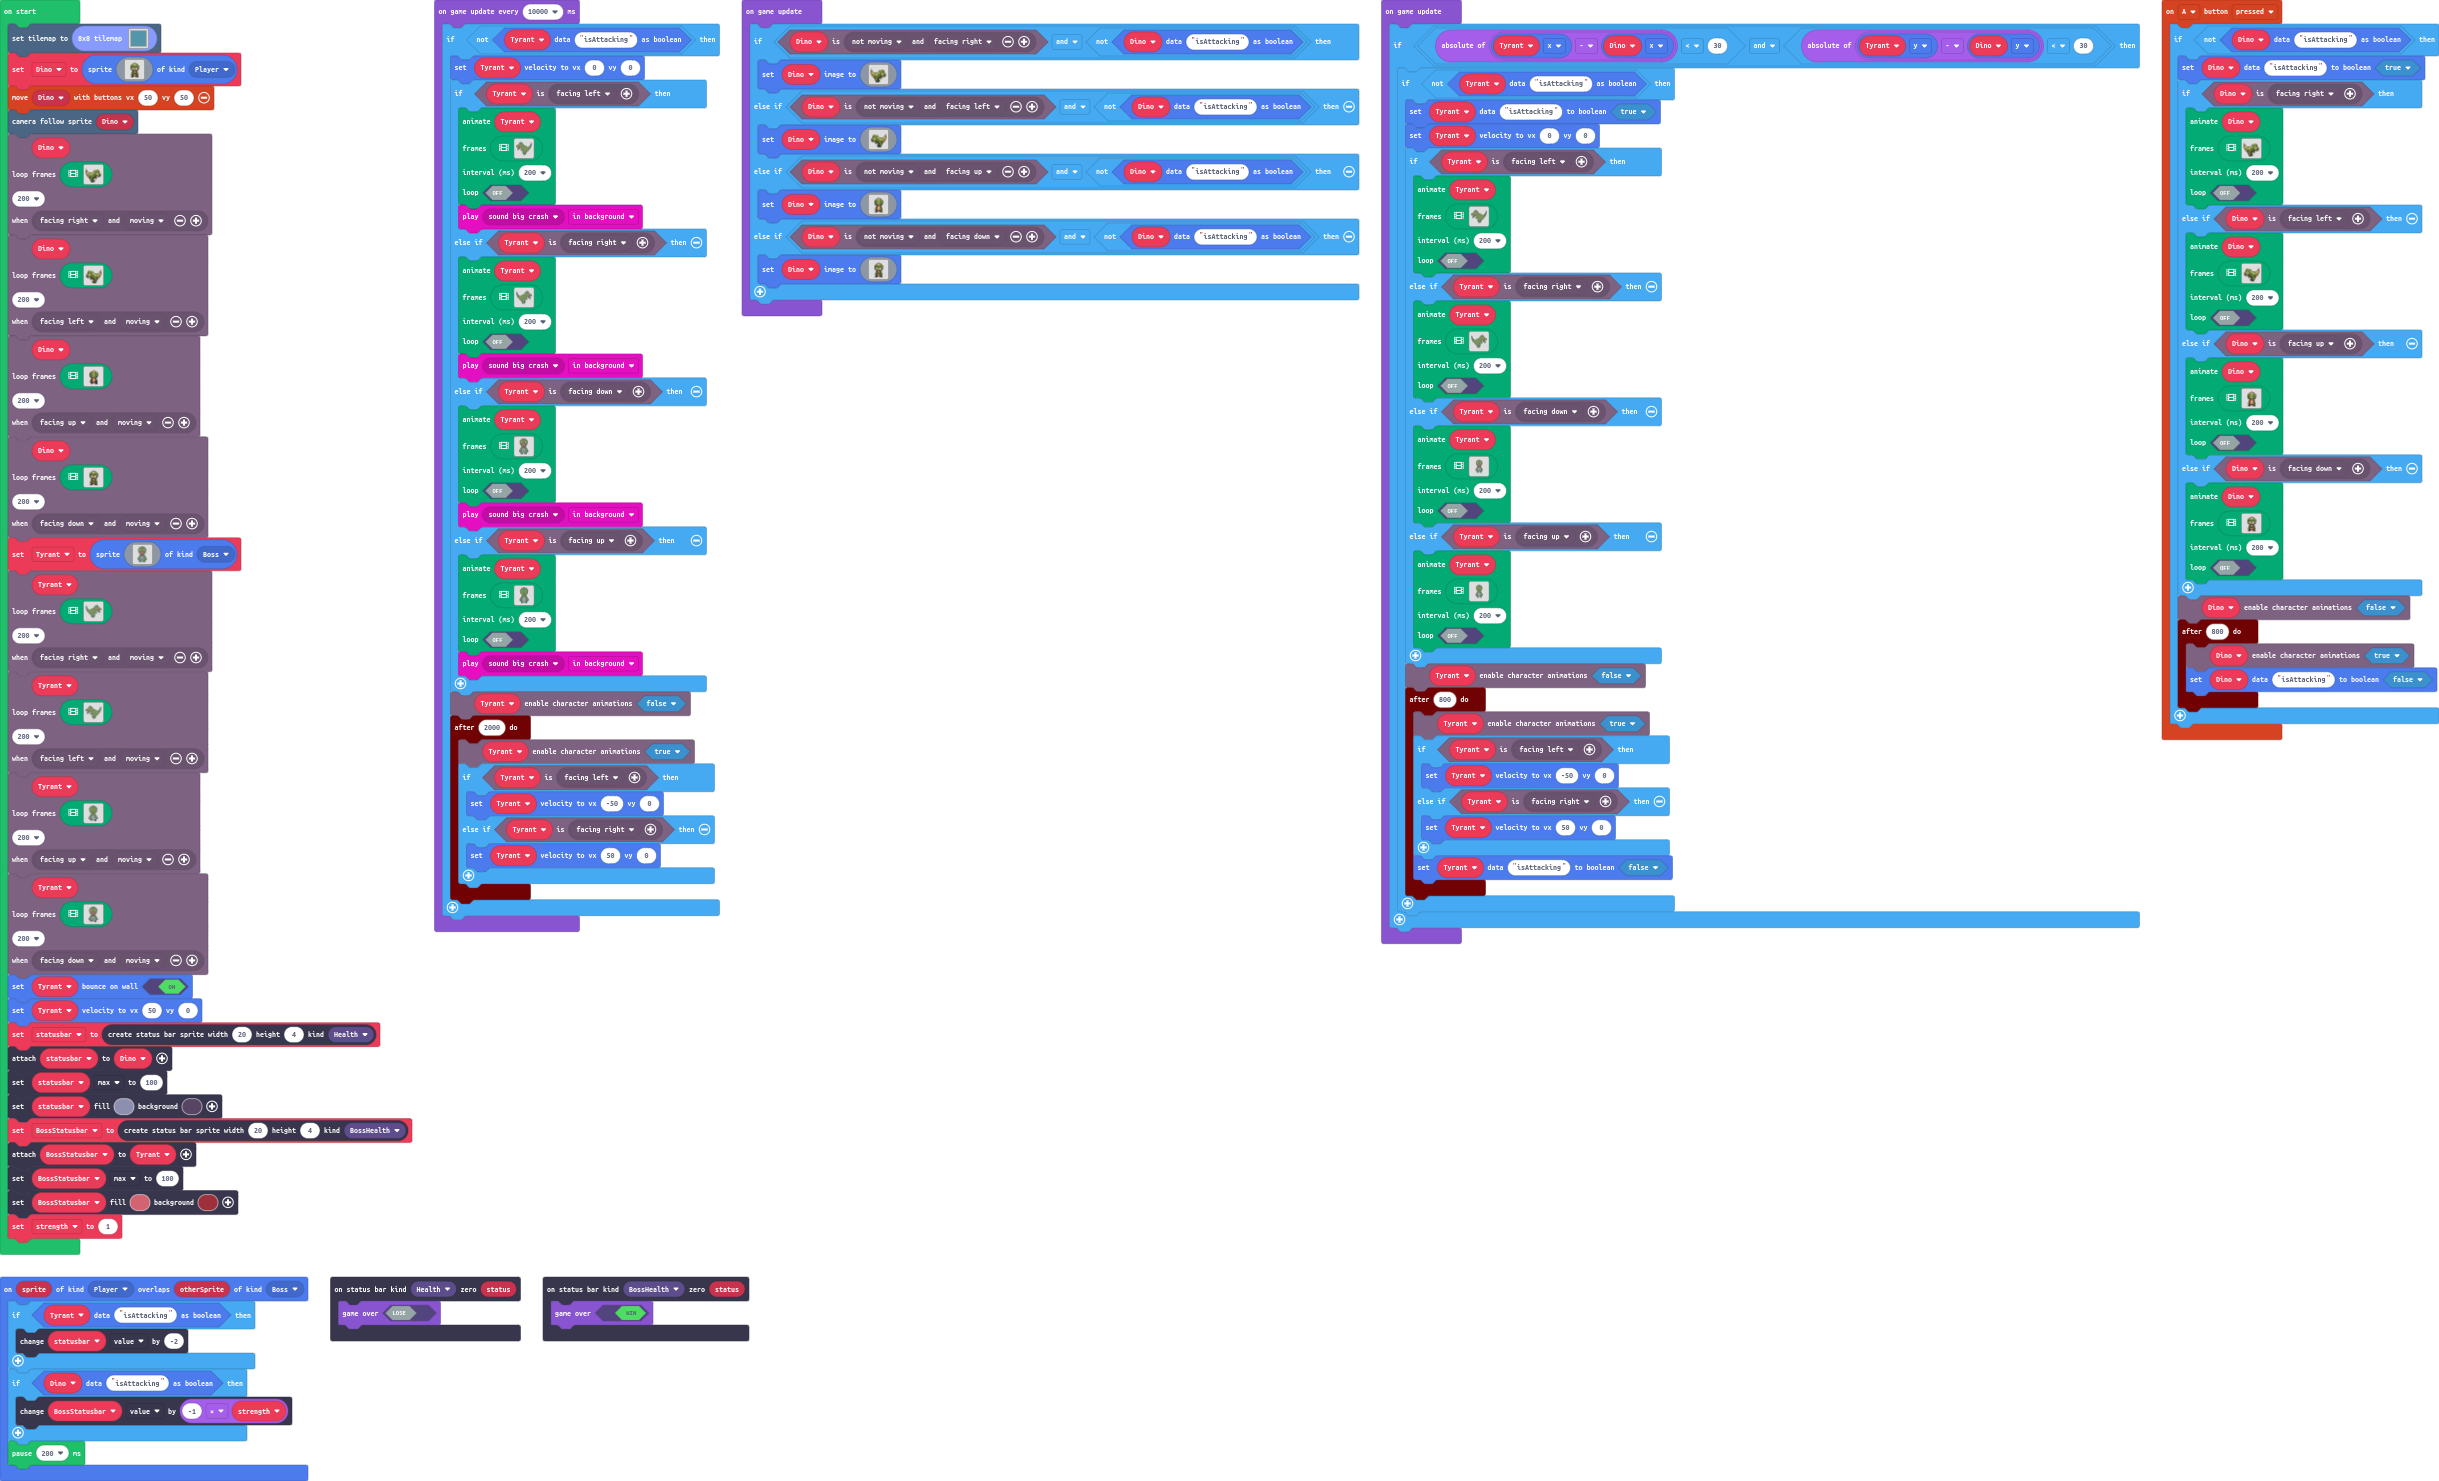 on start
set tilemap to 8x8 tilemap
set Dino to sprite of kind Player
move Dino with buttons vx 50 vy 50
camera follow sprite Dino
Dino
loop frames
200
when facing right and moving
Dino
loop frames
200
when facing left and moving
Dino
loop frames
200
when facing up and moving
Dino
loop frames
200
when facing down and moving
set Tyrant to sprite of kind Boss
Tyrant
loop frames
200
when facing right and moving
Tyrant
loop frames
200
when facing left and moving
Tyrant
loop frames
200
when facing up and moving
Tyrant
loop frames
200
when facing down and moving
set Tyrant bounce on wall ON
set Tyrant velocity to vx 50 vy 0
set statusbar to create status bar sprite width 20 height 4 kind Health
attach statusbar to Dino
set statusbar max to 100
set statusbar fill background
set BossStatusbar to create status bar sprite width 20 height 4 kind BossHealth
attach BossStatusbar to Tyrant
set BossStatusbar max to 100
set BossStatusbar fill background
set strength to 1
on game update every 10000 ms
if not Tyrant data "isAttacking" as boolean then
set Tyrant velocity to vx 0 vy 0
if Tyrant is facing left then
animate Tyrant
frames
interval (ms) 200
loop OFF
play sound big crash in background
else if Tyrant is facing right then
animate Tyrant
frames
interval (ms) 200
loop OFF
play sound big crash in background
else if Tyrant is facing down then
animate Tyrant
frames
interval (ms) 200
loop OFF
play sound big crash in background
else if Tyrant is facing up then
animate Tyrant
frames
interval (ms) 200
loop OFF
play sound big crash in background
Tyrant enable character animations false
after 2000 do
Tyrant enable character animations true
if Tyrant is facing left then
set Tyrant velocity to vx -50 vy 0
else if Tyrant is facing right then
set Tyrant velocity to vx 50 vy 0
on game update
if Dino is not moving and facing right and not Dino data "isAttacking" as boolean then
set Dino image to
else if Dino is not moving and facing left and not Dino data "isAttacking" as boolean then
set Dino image to
else if Dino is not moving and facing up and not Dino data "isAttacking" as boolean then
set Dino image to
else if Dino is not moving and facing down and not Dino data "isAttacking" as boolean then
set Dino image to
on game update
if absolute of Tyrant x - Dino x < 30 and absolute of Tyrant y - Dino y < 30 then
if not Tyrant data "isAttacking" as boolean then
set Tyrant data "isAttacking" to boolean true
set Tyrant velocity to vx 0 vy 0
if Tyrant is facing left then
animate Tyrant
frames
interval (ms) 200
loop OFF
else if Tyrant is facing right then
animate Tyrant
frames
interval (ms) 200
loop OFF
else if Tyrant is facing down then
animate Tyrant
frames
interval (ms) 200
loop OFF
else if Tyrant is facing up then
animate Tyrant
frames
interval (ms) 200
loop OFF
Tyrant enable character animations false
after 800 do
Tyrant enable character animations true
if Tyrant is facing left then
set Tyrant velocity to vx -50 vy 0
else if Tyrant is facing right then
set Tyrant velocity to vx 50 vy 0
set Tyrant data "isAttacking" to boolean false
on A button pressed
if not Dino data "isAttacking" as boolean then
set Dino data "isAttacking" to boolean true
if Dino is facing right then
animate Dino
frames
interval (ms) 200
loop OFF
else if Dino is facing left then
animate Dino
frames
interval (ms) 200
loop OFF
else if Dino is facing up then
animate Dino
frames
interval (ms) 200
loop OFF
else if Dino is facing down then
animate Dino
frames
interval (ms) 200
loop OFF
Dino enable character animations false
after 800 do
Dino enable character animations true
set Dino data "isAttacking" to boolean false
on sprite of kind Player overlaps otherSprite of kind Boss
if Tyrant data "isAttacking" as boolean then
change statusbar value by -2
if Dino data "isAttacking" as boolean then
change BossStatusbar value by -1 × strength
pause 200 ms
on status bar kind Health zero status
game over LOSE
on status bar kind BossHealth zero status
game over WIN